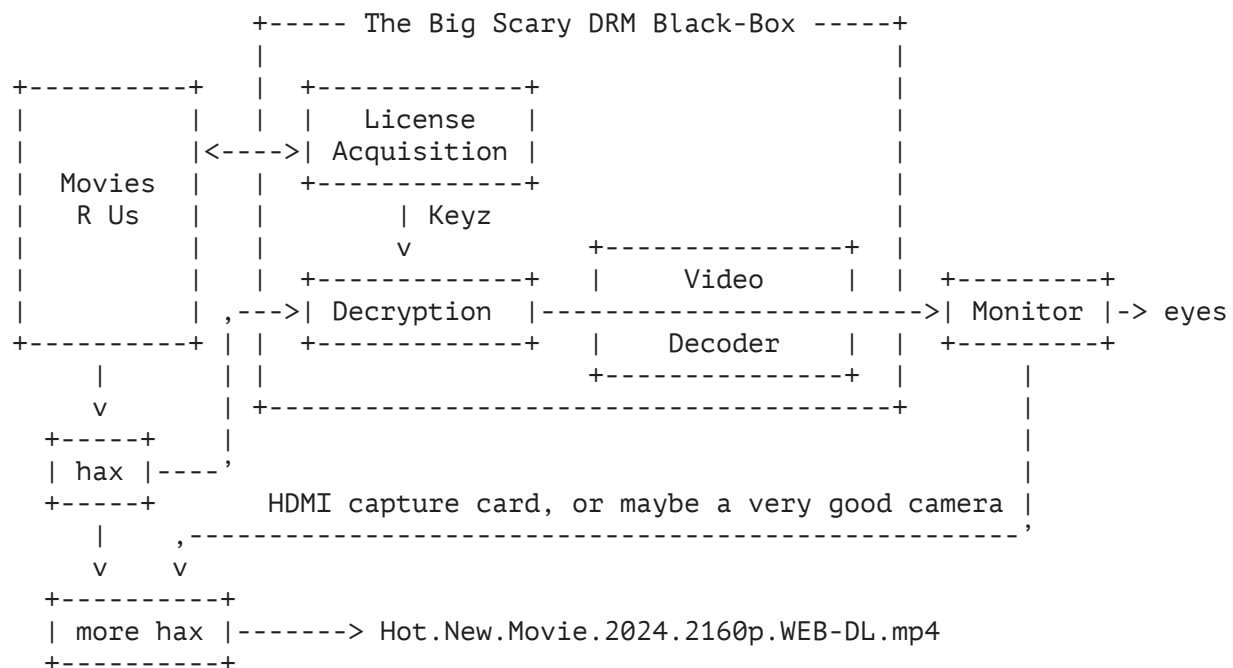 The Big Scary DRM Black-Box
License
Acquisition
Movies
R Us
Keyz
Video
Decryption
Monitor
eyes
Decoder
hax
HDMI capture card, or maybe a very good camera
more hax
Hot.New.Movie.2024.2160p.WEB-DL.mp4